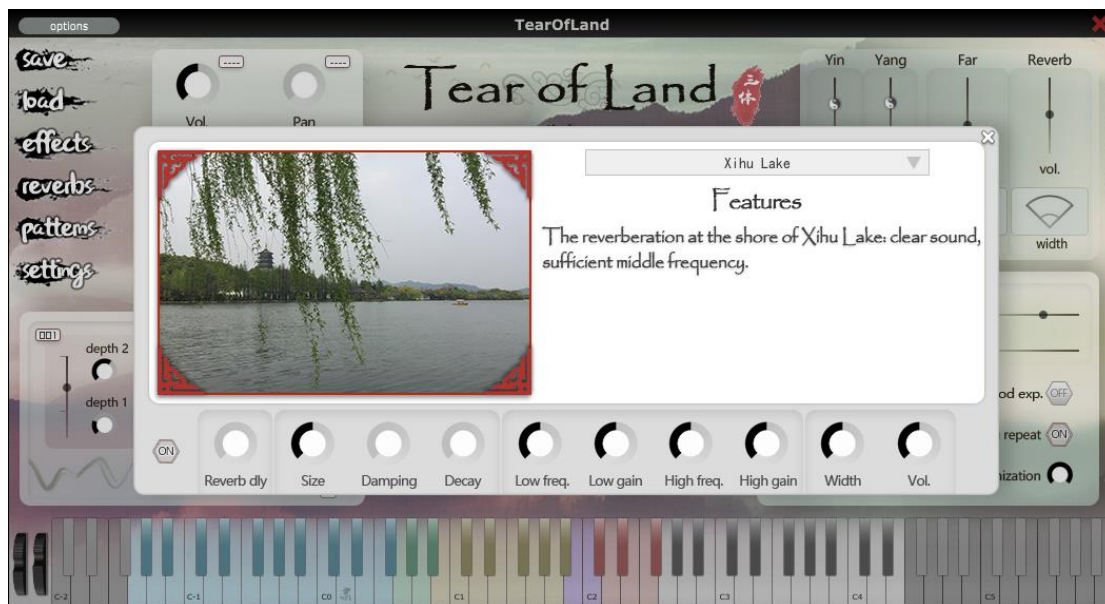 options
TearOfLand
save
load
effects
reverbs
patterns
settings
Vol.
Pan
Tear of Land
三体
Yin Yang Far Reverb
vol.
width
Xihu Lake
Features
The reverberation at the shore of Xihu Lake: clear sound,
sufficient middle frequency.
001
depth 2
depth 1
od exp. OFF
repeat ON
nization
ON
Reverb dly Size Damping Decay Low freq. Low gain High freq. High gain Width Vol.
C-2 C-1 C0 C1 C2 C3 C4 C5